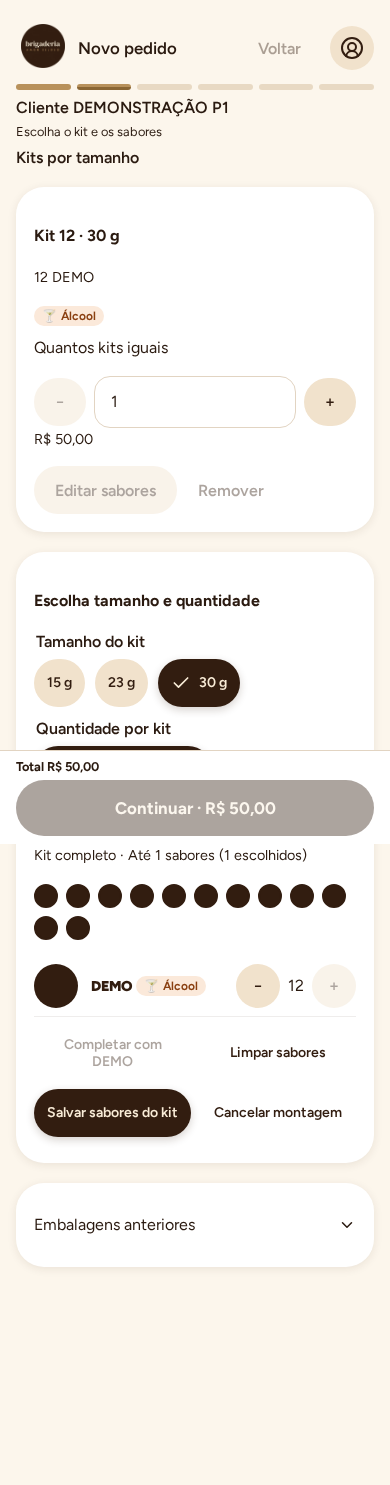 brigaderia
Novo pedido
Voltar
Cliente DEMONSTRAÇÃO P1
Escolha o kit e os sabores
Kits por tamanho
Kit 12 · 30 g
12 DEMO
🍸 Álcool
Quantos kits iguais
− 1 +
R$ 50,00
Editar sabores
Remover
Escolha tamanho e quantidade
Tamanho do kit
15 g
23 g
30 g
Quantidade por kit
Total R$ 50,00
Continuar · R$ 50,00
Kit completo · Até 1 sabores (1 escolhidos)
DEMO 🍸 Álcool
− 12 +
Completar com
DEMO
Limpar sabores
Salvar sabores do kit
Cancelar montagem
Embalagens anteriores